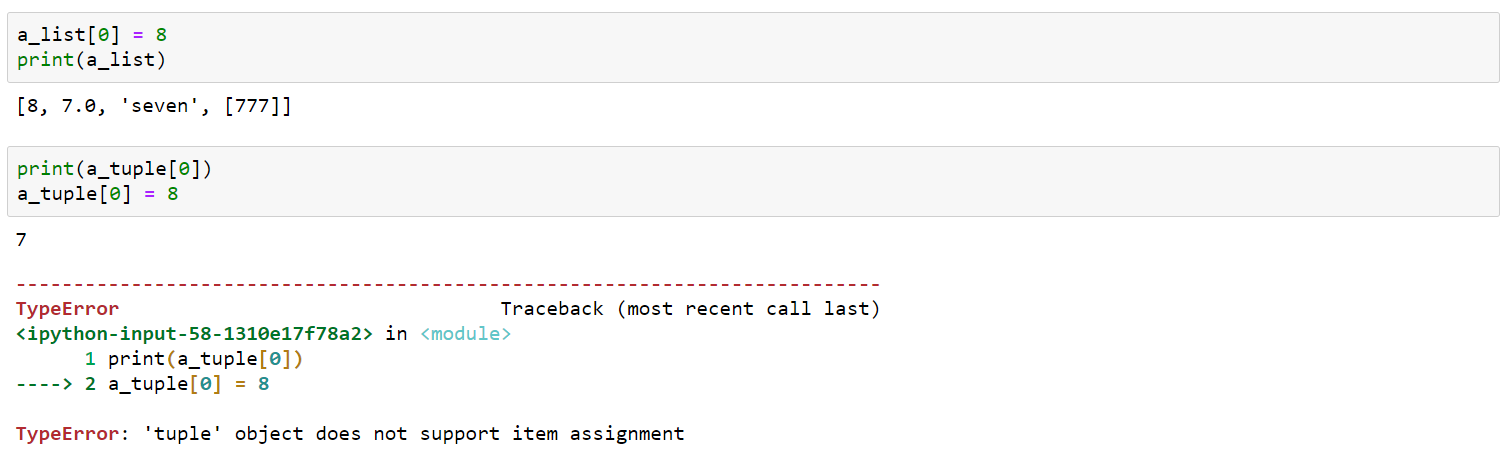 a_list[0] = 8
print(a_list)
[8, 7.0, 'seven', [777]]
print(a_tuple[0])
a_tuple[0] = 8
7
---------------------------------------------------------------------------
TypeError                                 Traceback (most recent call last)
<ipython-input-58-1310e17f78a2> in <module>
      1 print(a_tuple[0])
----> 2 a_tuple[0] = 8
TypeError: 'tuple' object does not support item assignment